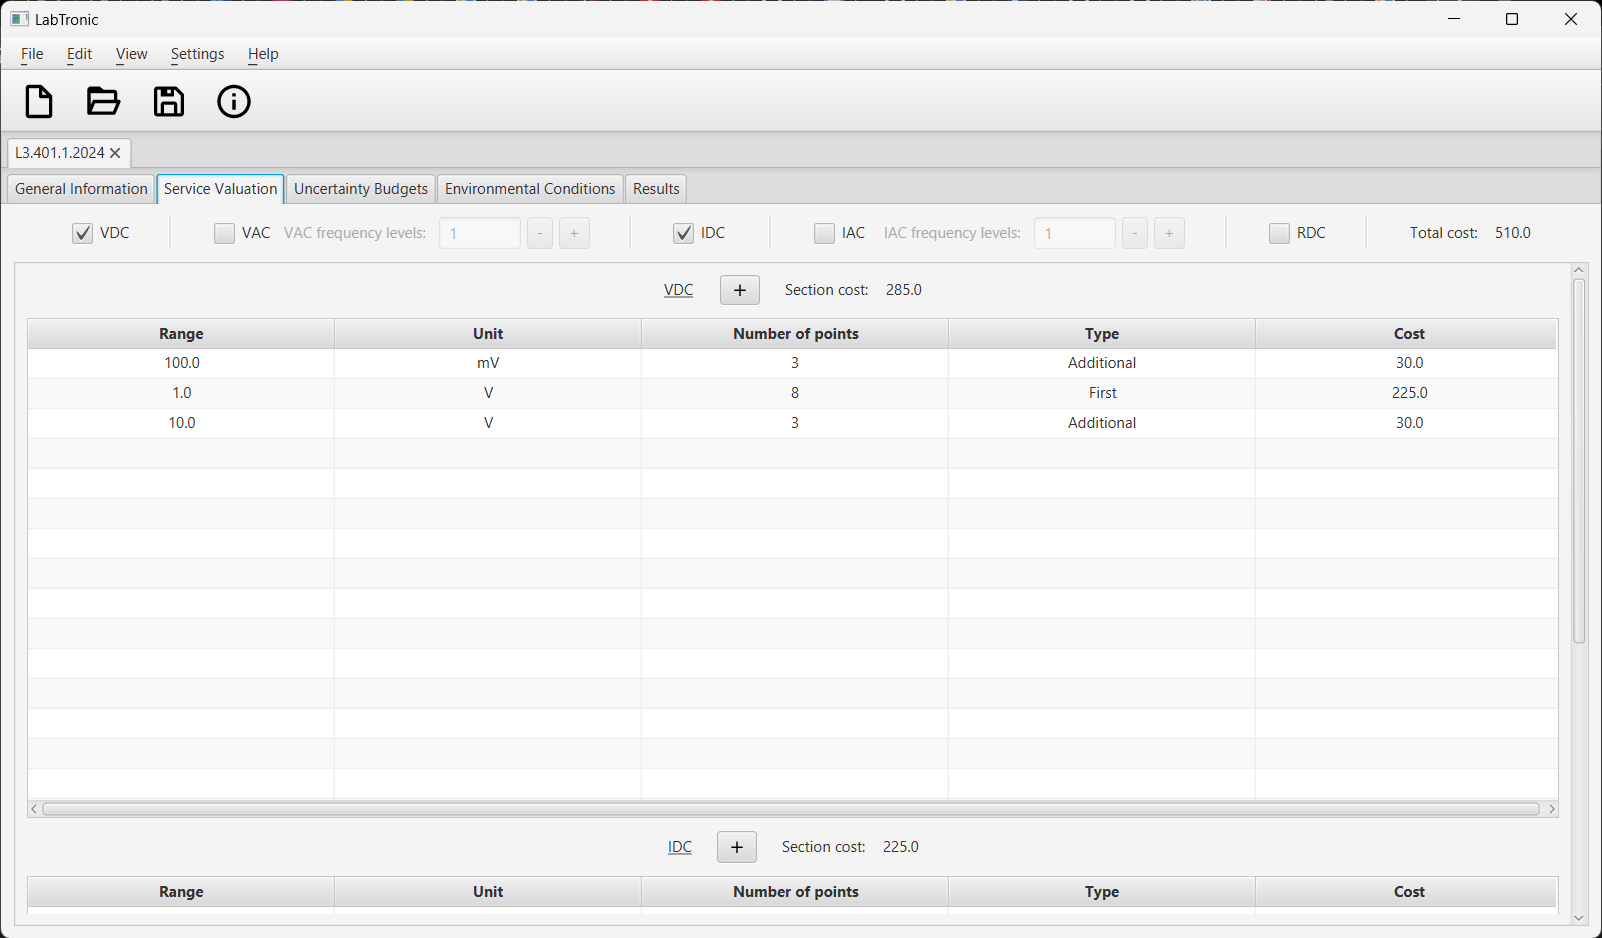 LabTronic
File Edit View Settings Help
L3.401.1.2024
General Information Service Valuation Uncertainty Budgets Environmental Conditions Results
VDC VAC VAC frequency levels: 1 - + IDC IAC IAC frequency levels: 1 - + RDC Total cost: 510.0
VDC + Section cost: 285.0
Range Unit Number of points Type Cost
100.0 mV 3 Additional 30.0
1.0 V 8 First 225.0
10.0 V 3 Additional 30.0
IDC + Section cost: 225.0
Range Unit Number of points Type Cost